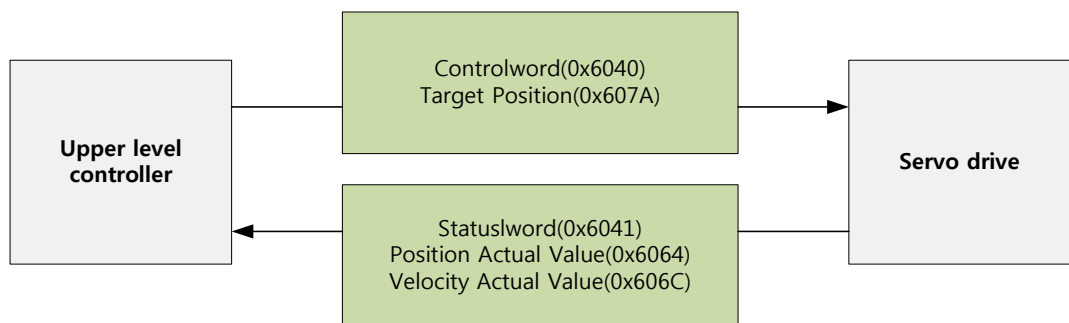 Controlword(0x6040)
Target Position(0x607A)
Upper level
controller
Servo drive
Statuslword(0x6041)
Position Actual Value(0x6064)
Velocity Actual Value(0x606C)